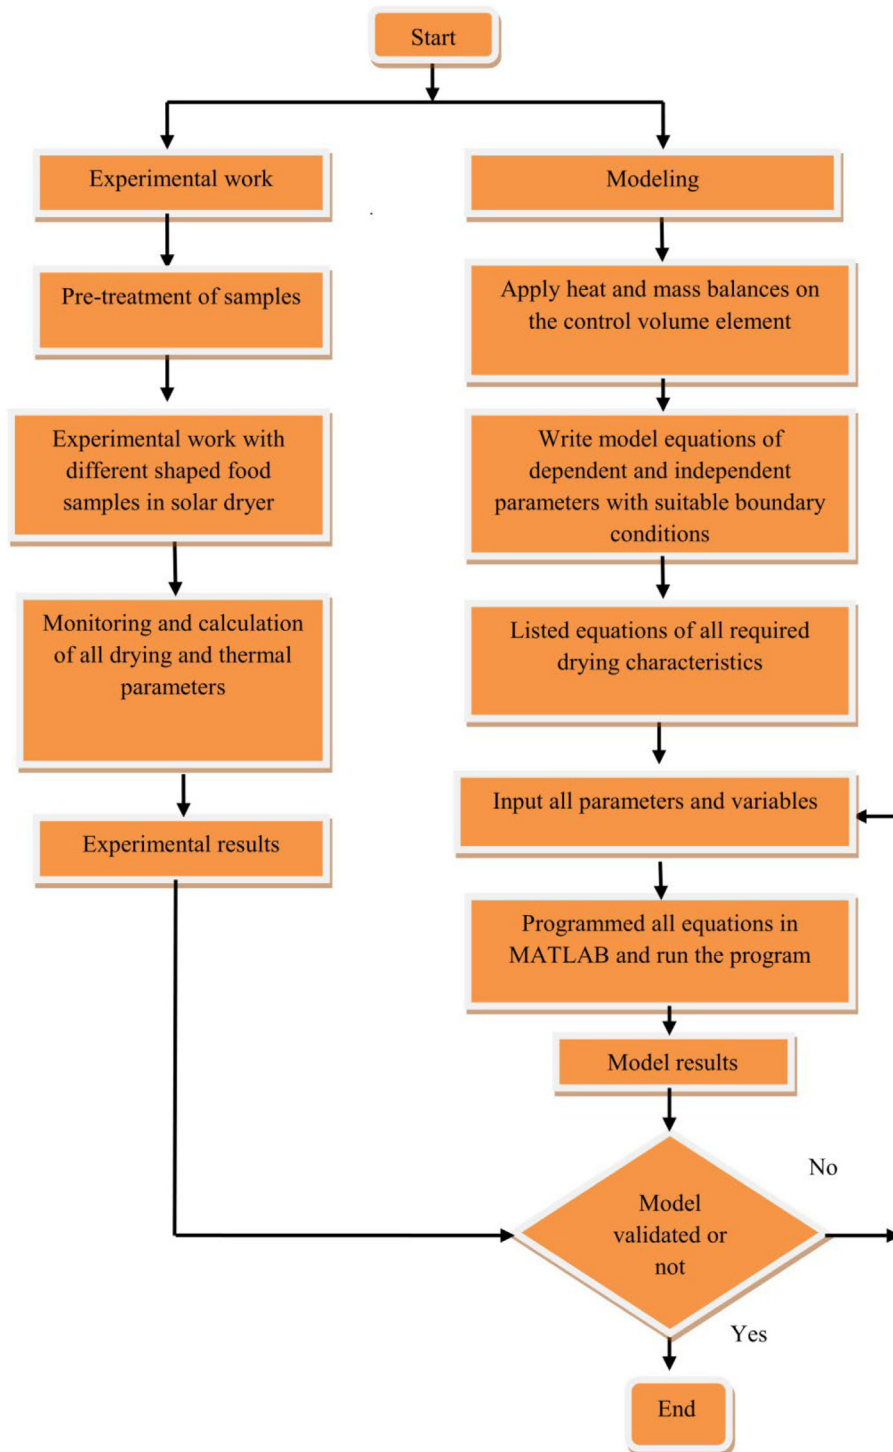 Start
Experimental work
Pre-treatment of samples
Experimental work with
different shaped food
samples in solar dryer
Monitoring and calculation
of all drying and thermal
parameters
Experimental results
Modeling
Apply heat and mass balances on
the control volume element
Write model equations of
dependent and independent
parameters with suitable boundary
conditions
Listed equations of all required
drying characteristics
Input all parameters and variables
Programmed all equations in
MATLAB and run the program
Model results
Model
validated or
not
No
Yes
End